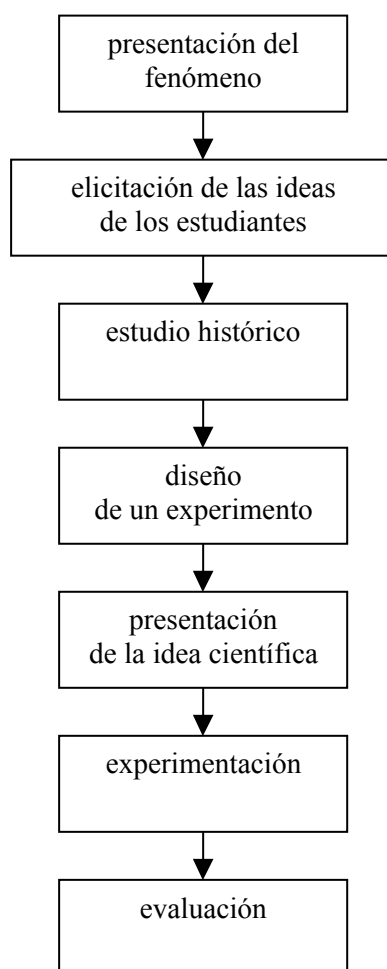 presentación del
fenómeno
elicitación de las ideas
de los estudiantes
estudio histórico
diseño
de un experimento
presentación
de la idea científica
experimentación
evaluación